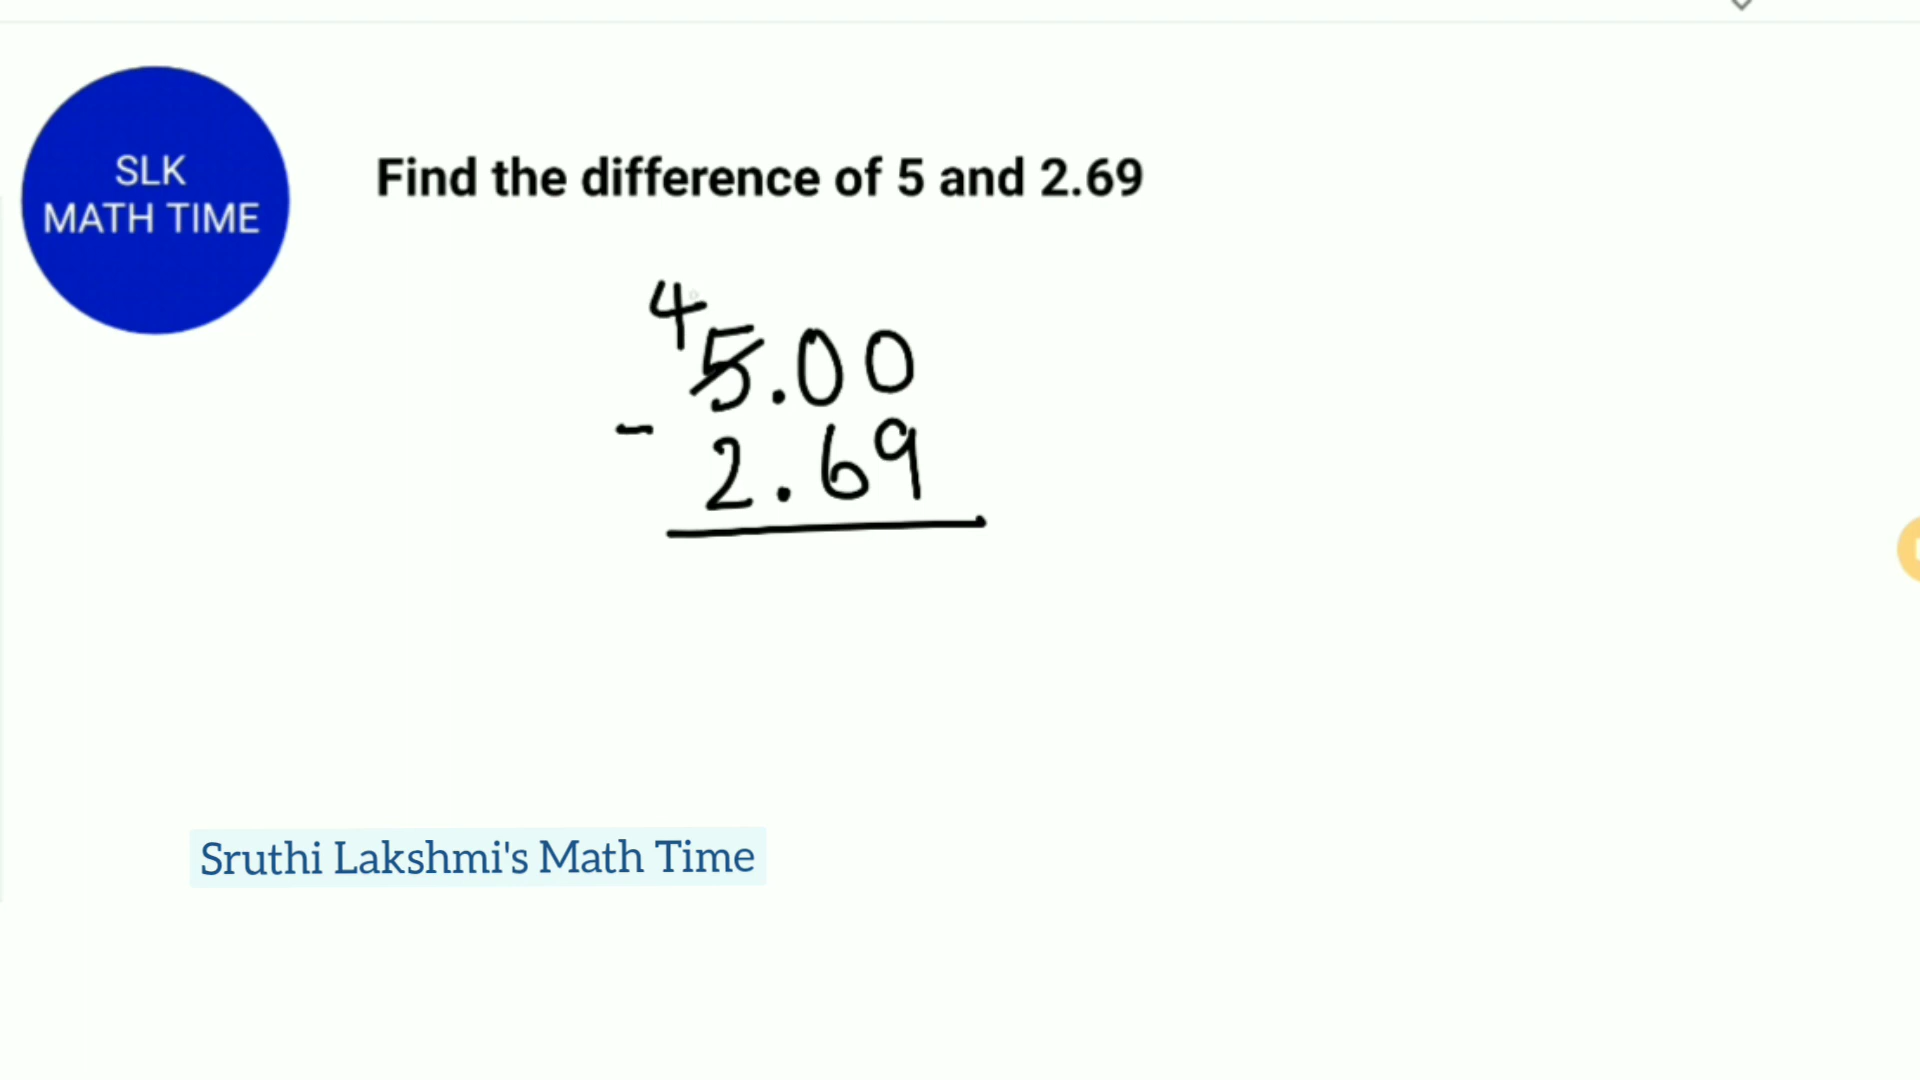 SLK
MATH TIME
Find the difference of 5 and 2.69
4
5.00
-
2.69
Sruthi Lakshmi's Math Time